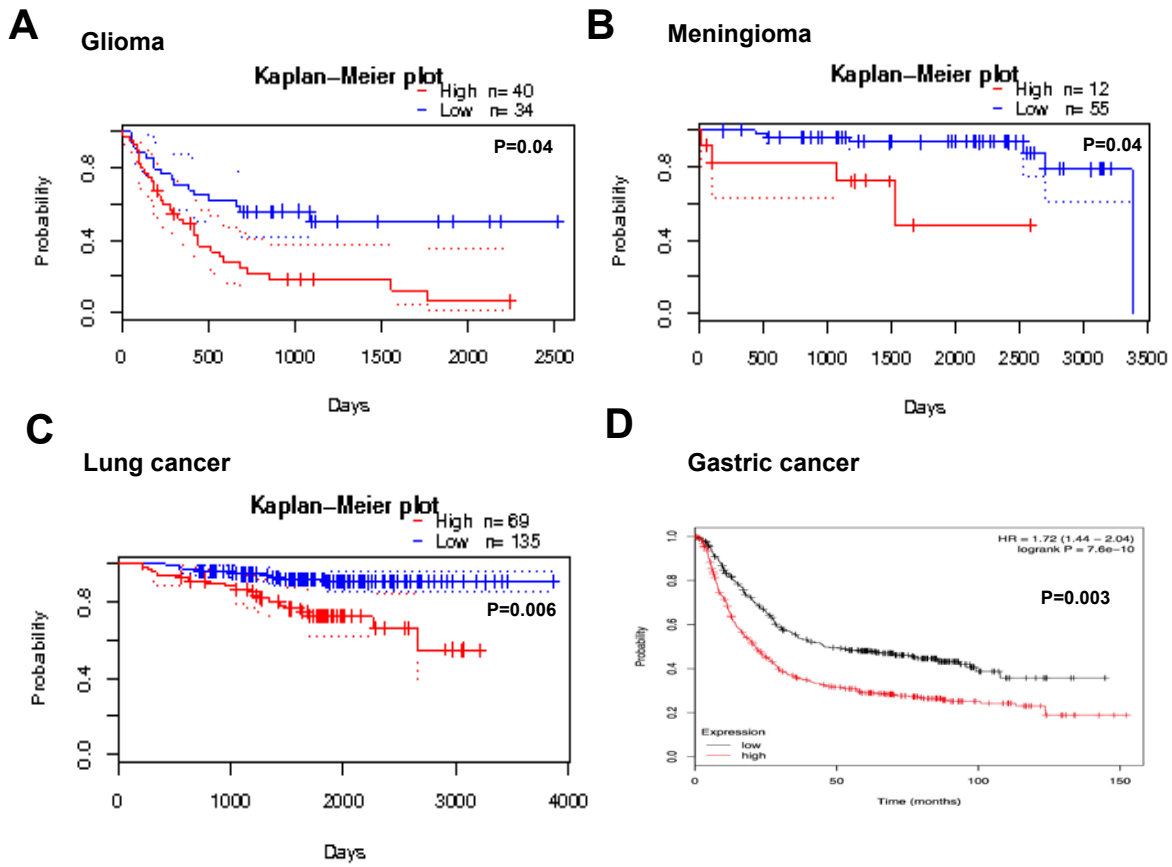 A
Glioma
Kaplan–Meier plot
High n= 40
Low n= 34
P=0.04
Probability
0.0 0.4 0.8
0 500 1000 1500 2000 2500
Days
B
Meningioma
Kaplan–Meier plot
High n= 12
Low n= 55
P=0.04
Probability
0.0 0.4 0.8
0 500 1000 1500 2000 2500 3000 3500
Days
C
Lung cancer
Kaplan–Meier plot
High n= 69
Low n= 135
P=0.006
Probability
0.0 0.4 0.8
0 1000 2000 3000 4000
Days
D
Gastric cancer
HR = 1.72 (1.44 − 2.04)
logrank P = 7.6e−10
P=0.003
Probability
0.0 0.2 0.4 0.6 0.8 1.0
Expression
low
high
0 50 100 150
Time (months)